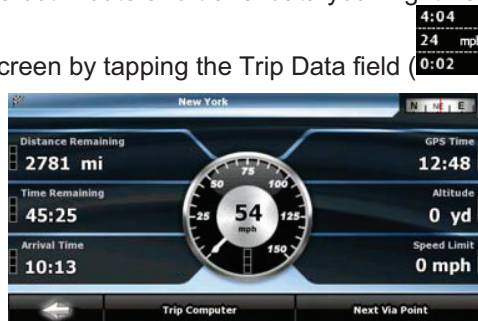 4:04
24 mph
creen by tapping the Trip Data field (
0:02
New York
N NE E
Distance Remaining
2781 mi
Time Remaining
45:25
Arrival Time
10:13
25 50 75 100 125 150
54
mph
GPS Time
12:48
Altitude
0 yd
Speed Limit
0 mph
Trip Computer
Next Via Point